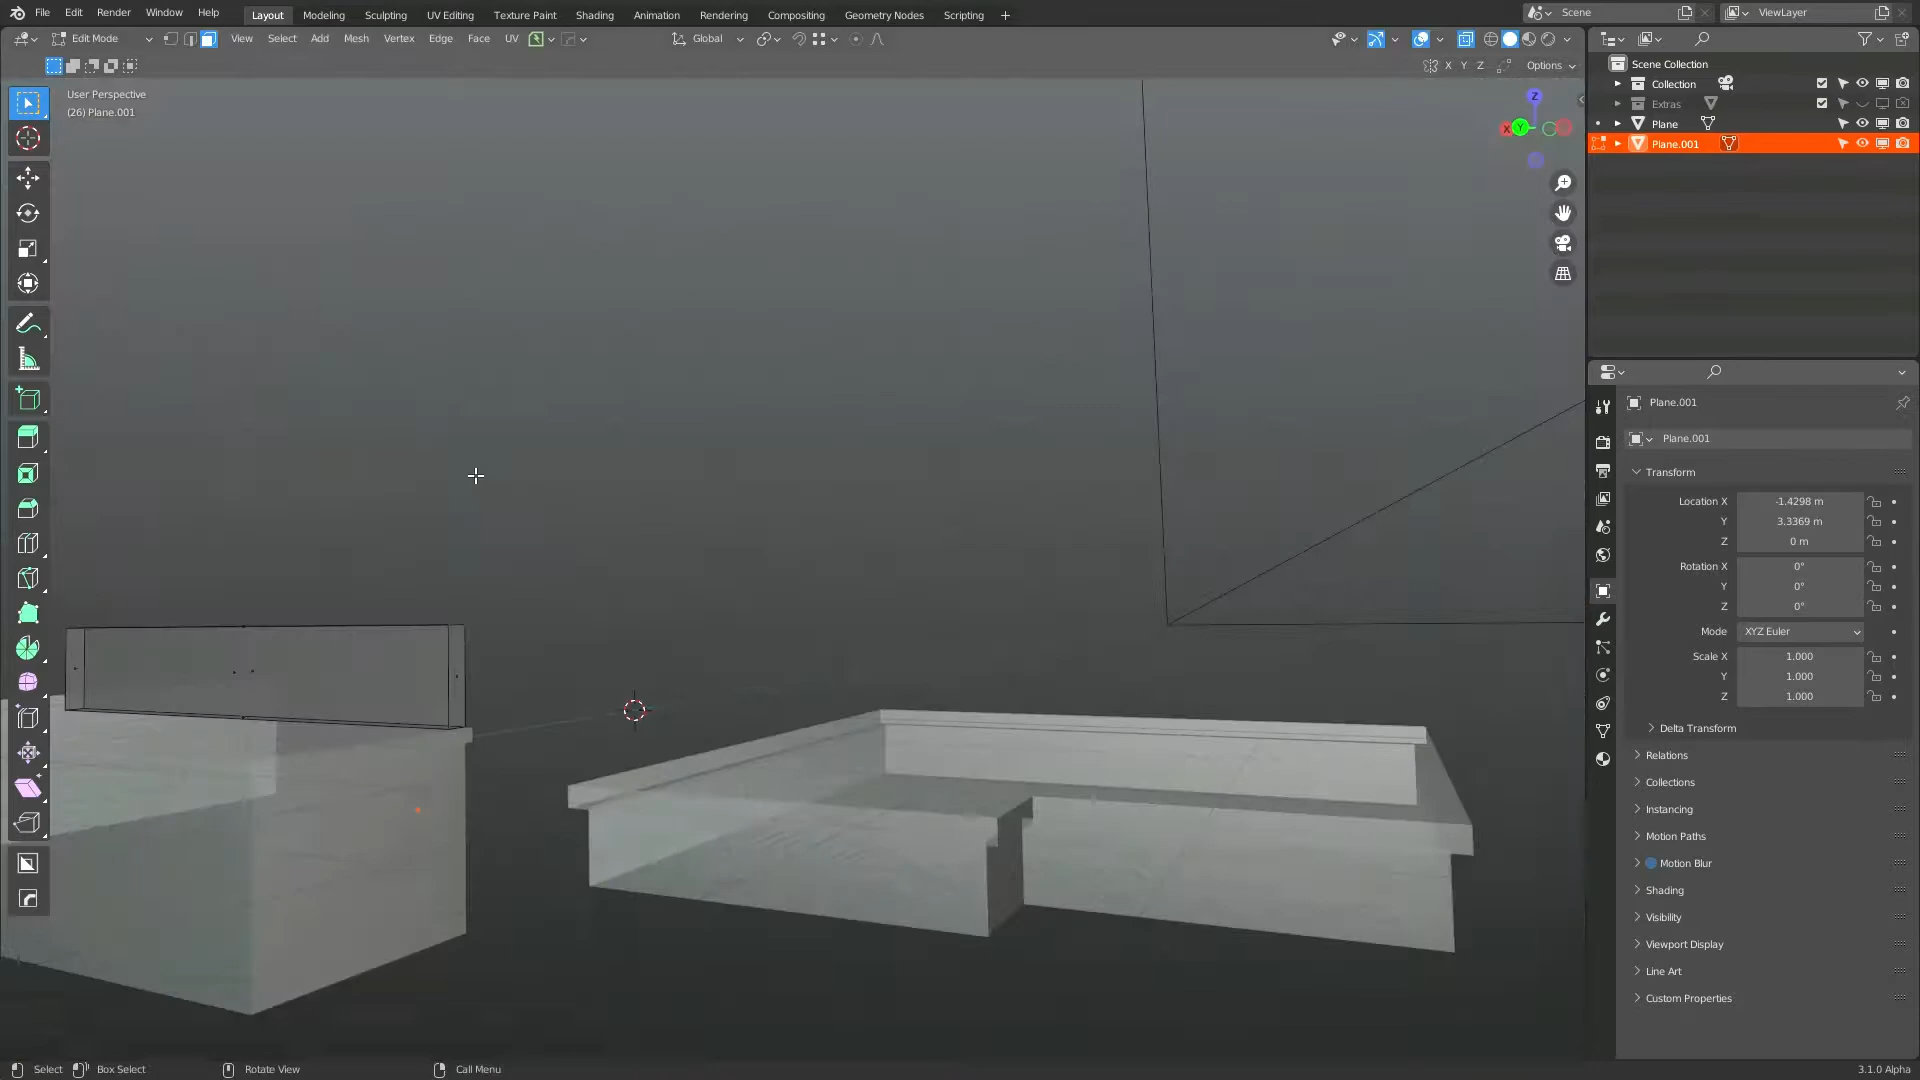 File Edit Render Window Help Layout Modeling Sculpting UV Editing Texture Paint Shading Animation Rendering Compositing Geometry Nodes Scripting + Scene ViewLayer
Edit Mode View Select Add Mesh Vertex Edge Face UV Global
X Y Z Options
User Perspective
(26) Plane.001
Z
X Y
Scene Collection
Collection
Extras
Plane
Plane.001
Plane.001
Plane.001
Transform
Location X -1.4298 m
Y 3.3369 m
Z 0 m
Rotation X 0°
Y 0°
Z 0°
Mode XYZ Euler
Scale X 1.000
Y 1.000
Z 1.000
Delta Transform
Relations
Collections
Instancing
Motion Paths
Motion Blur
Shading
Visibility
Viewport Display
Line Art
Custom Properties
Select Box Select Rotate View Call Menu 3.1.0 Alpha